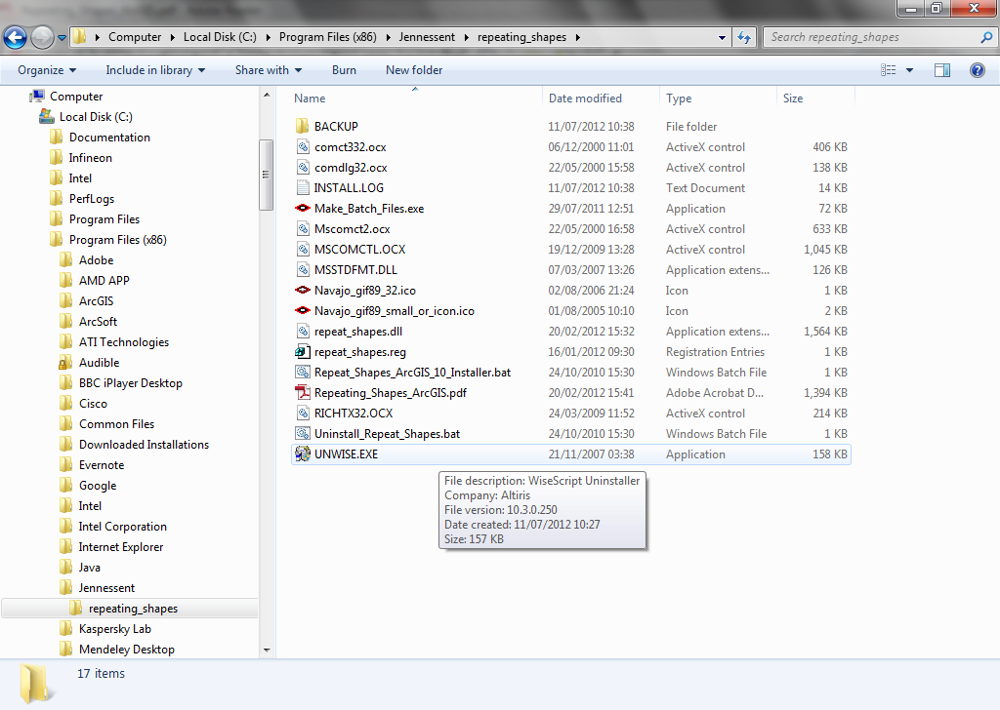 Computer Local Disk (C:) Program Files (x86) Jennessent repeating_shapes Search repeating_shapes
Organize Include in library Share with Burn New folder
Computer
Local Disk (C:)
Documentation
Infineon
Intel
PerfLogs
Program Files
Program Files (x86)
Adobe
AMD APP
ArcGIS
ArcSoft
ATI Technologies
Audible
BBC iPlayer Desktop
Cisco
Common Files
Downloaded Installations
Evernote
Google
Intel
Intel Corporation
Internet Explorer
Java
Jennessent
repeating_shapes
Kaspersky Lab
Mendeley Desktop
Name Date modified Type Size
BACKUP 11/07/2012 10:38 File folder
comct332.ocx 06/12/2000 11:01 ActiveX control 406 KB
comdlg32.ocx 22/05/2000 15:58 ActiveX control 138 KB
INSTALL.LOG 11/07/2012 10:38 Text Document 14 KB
Make_Batch_Files.exe 29/07/2011 12:51 Application 72 KB
Mscomct2.ocx 22/05/2000 16:58 ActiveX control 633 KB
MSCOMCTL.OCX 19/12/2009 13:28 ActiveX control 1,045 KB
MSSTDFMT.DLL 07/03/2007 13:26 Application extens... 126 KB
Navajo_gif89_32.ico 02/08/2006 21:24 Icon 1 KB
Navajo_gif89_small_or_icon.ico 01/08/2005 10:10 Icon 2 KB
repeat_shapes.dll 20/02/2012 15:32 Application extens... 1,564 KB
repeat_shapes.reg 16/01/2012 09:30 Registration Entries 1 KB
Repeat_Shapes_ArcGIS_10_Installer.bat 24/10/2010 15:30 Windows Batch File 1 KB
Repeating_Shapes_ArcGIS.pdf 20/02/2012 15:41 Adobe Acrobat D... 1,394 KB
RICHTX32.OCX 24/03/2009 11:52 ActiveX control 214 KB
Uninstall_Repeat_Shapes.bat 24/10/2010 15:30 Windows Batch File 1 KB
UNWISE.EXE 21/11/2007 03:38 Application 158 KB
File description: WiseScript Uninstaller
Company: Altiris
File version: 10.3.0.250
Date created: 11/07/2012 10:27
Size: 157 KB
17 items